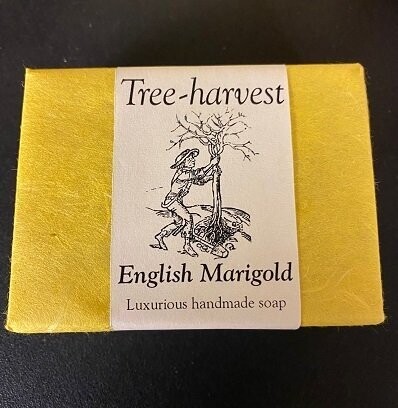 Tree-harvest
English Marigold
Luxurious handmade soap